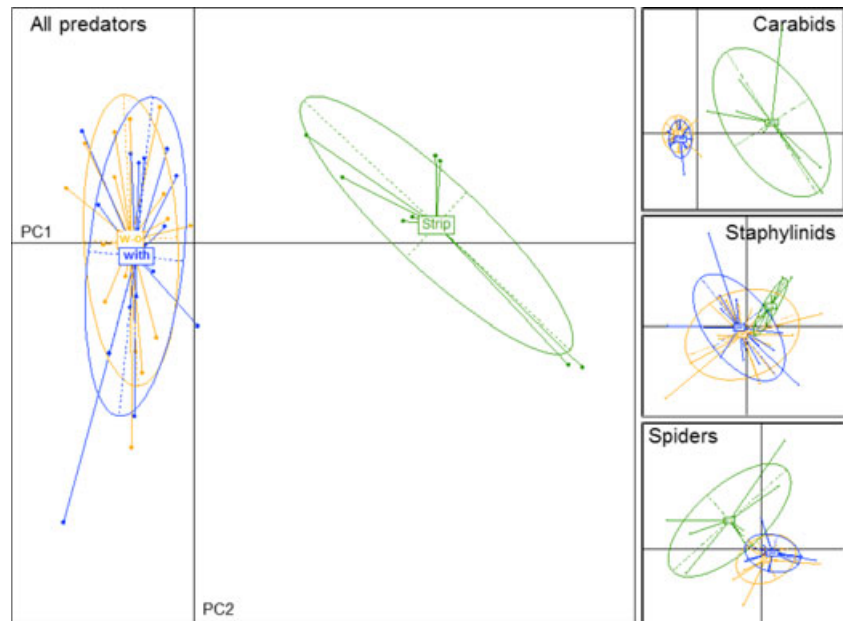 All predators
Carabids
PC1
w-o
with
Strip
PC2
Staphylinids
Spiders